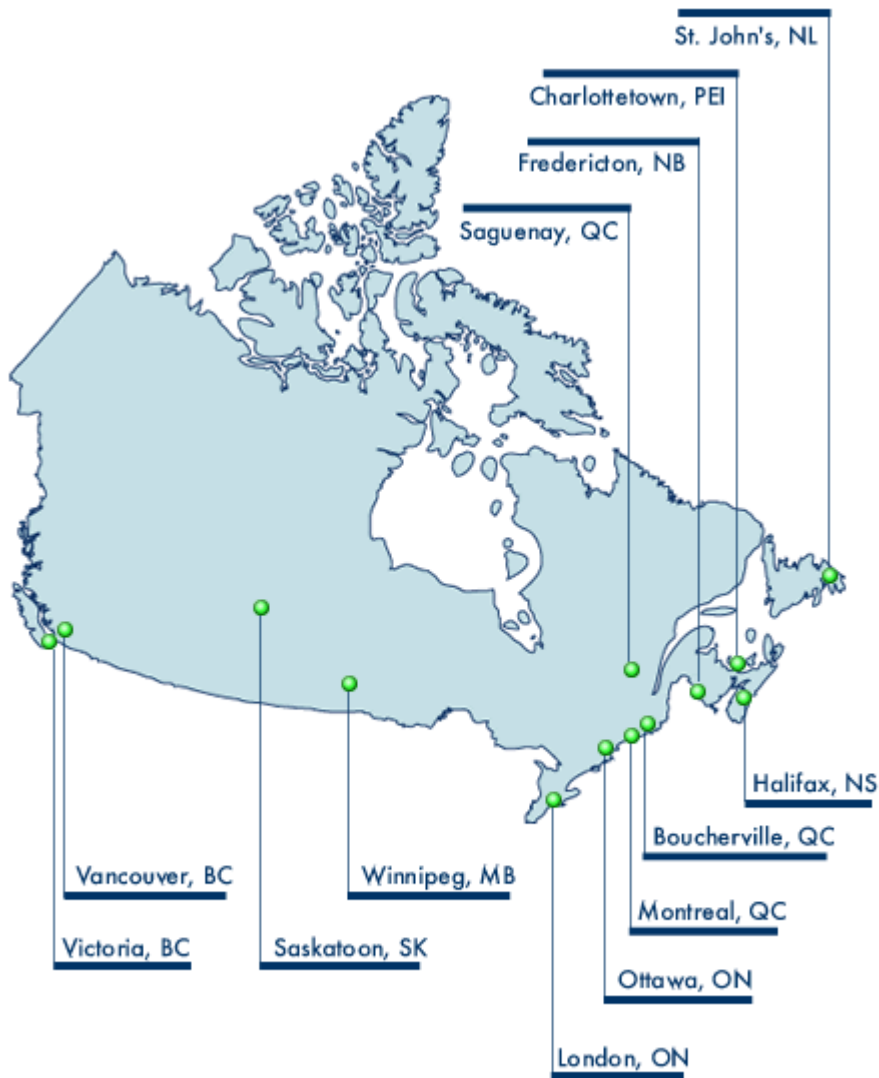 St. John's, NL
Charlottetown, PEI
Fredericton, NB
Saguenay, QC
Halifax, NS
Boucherville, QC
Vancouver, BC
Winnipeg, MB
Montreal, QC
Victoria, BC
Saskatoon, SK
Ottawa, ON
London, ON